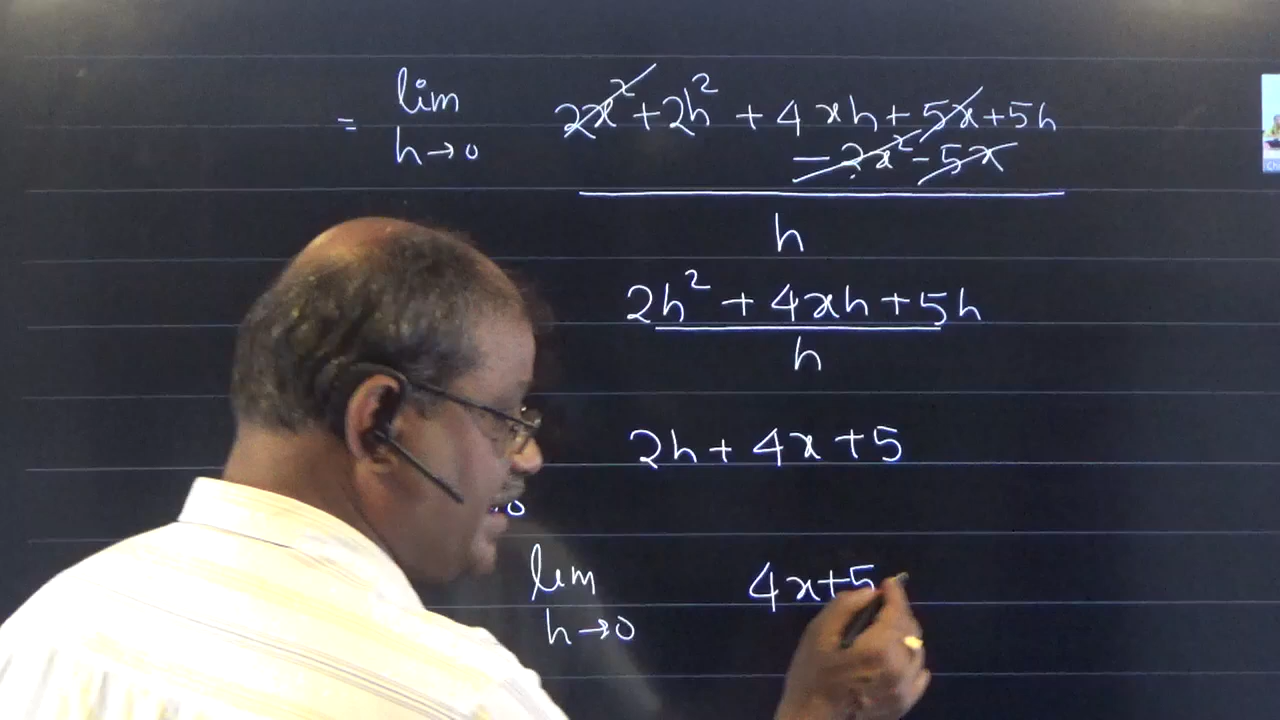 = lim 2x² + 2h² + 4xh + 5x + 5h
h→0 - 2x² - 5x
h
2h² + 4xh + 5h
h
2h + 4x + 5
0
lim 4x+5
h→0